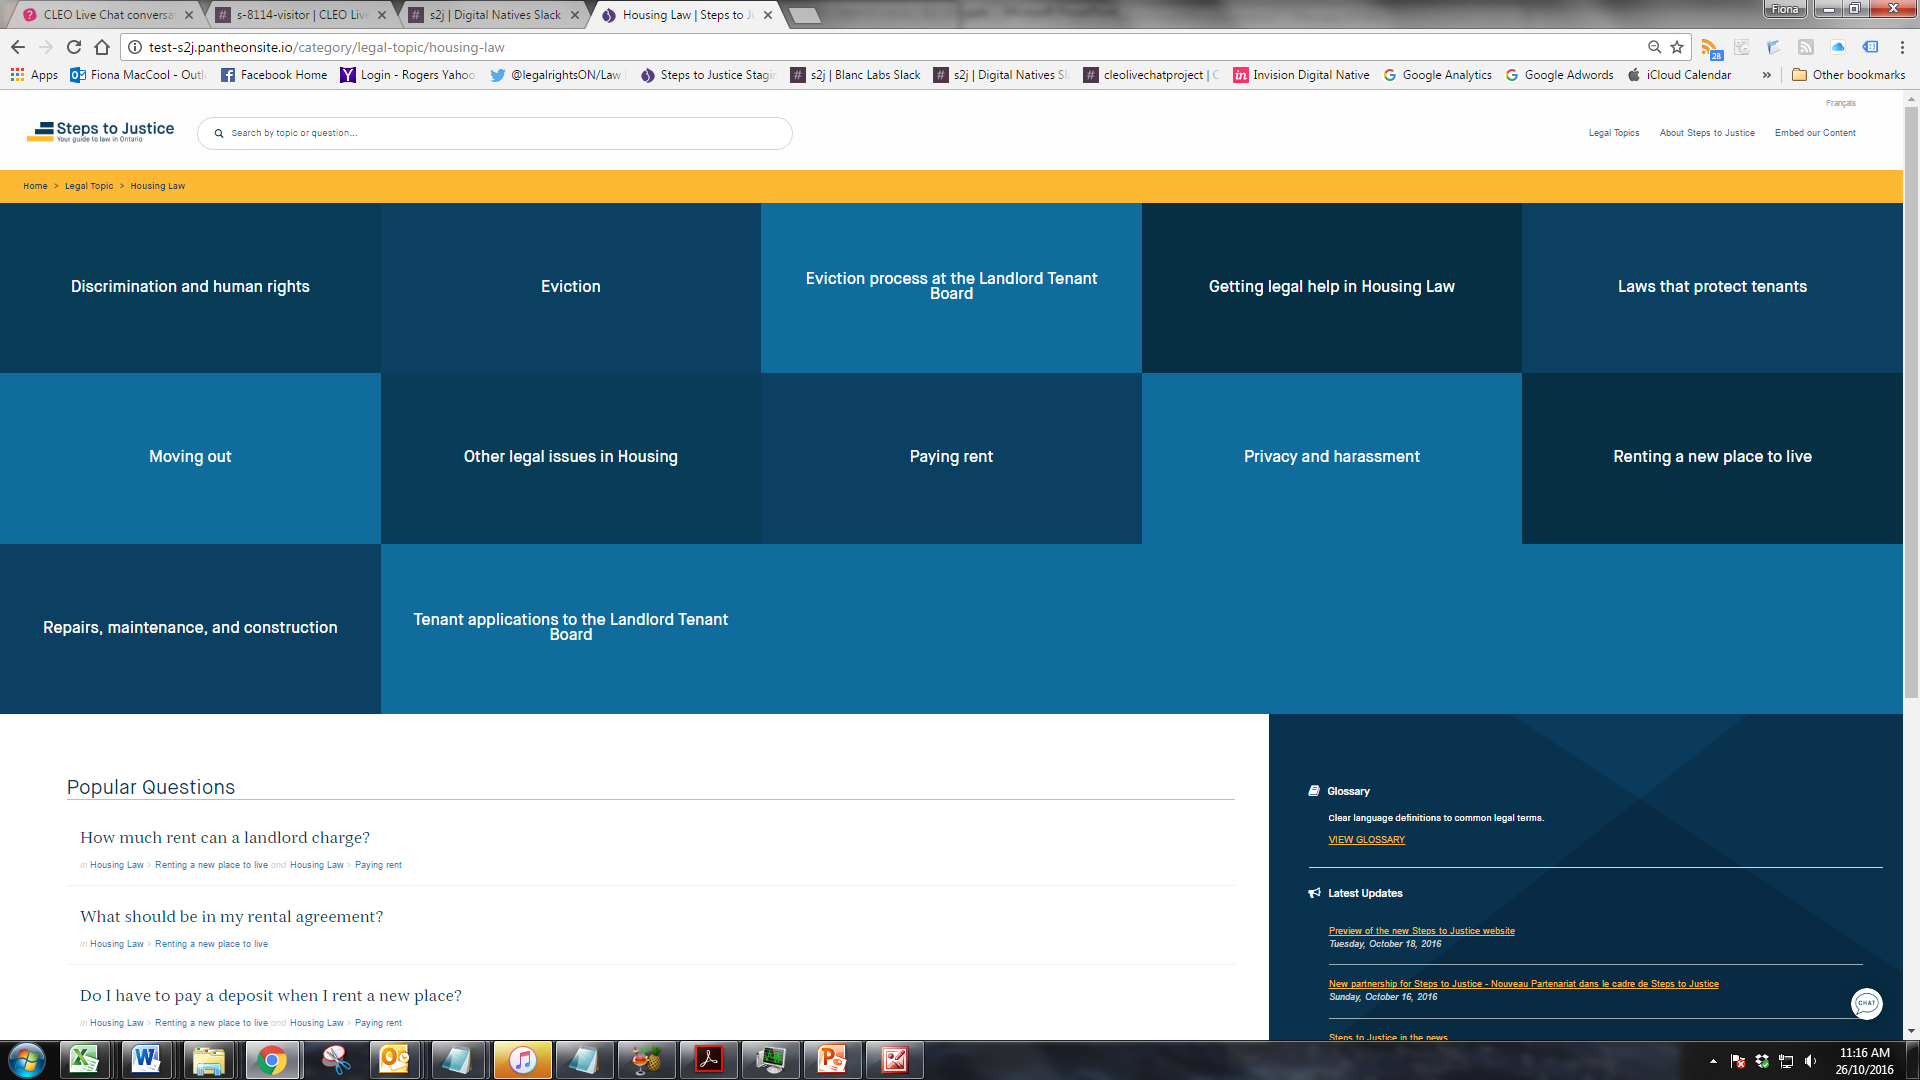 CLEO Live Chat conversa
s-8114-visitor | CLEO Live
s2j | Digital Natives Slack
Housing Law | Steps to Ju
Fiona
test-s2j.pantheonsite.io/category/legal-topic/housing-law
28
Apps
Fiona MacCool - Outl
Facebook Home
Login - Rogers Yahoo
@legalrightsON/Law
Steps to Justice Stagin
s2j | Blanc Labs Slack
s2j | Digital Natives Sl
cleolivechatproject | C
Invision Digital Native
Google Analytics
Google Adwords
iCloud Calendar
»
Other bookmarks
Français
Steps to Justice
Your guide to law in Ontario
Search by topic or question...
Legal Topics
About Steps to Justice
Embed our Content
Home > Legal Topic > Housing Law
Discrimination and human rights
Eviction
Eviction process at the Landlord Tenant
Board
Getting legal help in Housing Law
Laws that protect tenants
Moving out
Other legal issues in Housing
Paying rent
Privacy and harassment
Renting a new place to live
Repairs, maintenance, and construction
Tenant applications to the Landlord Tenant
Board
Popular Questions
How much rent can a landlord charge?
in Housing Law > Renting a new place to live and Housing Law > Paying rent
What should be in my rental agreement?
in Housing Law > Renting a new place to live
Do I have to pay a deposit when I rent a new place?
in Housing Law > Renting a new place to live and Housing Law > Paying rent
Glossary
Clear language definitions to common legal terms.
VIEW GLOSSARY
Latest Updates
Preview of the new Steps to Justice website
Tuesday, October 18, 2016
New partnership for Steps to Justice - Nouveau Partenariat dans le cadre de Steps to Justice
Sunday, October 16, 2016
Steps to Justice in the news
CHAT
11:16 AM
26/10/2016